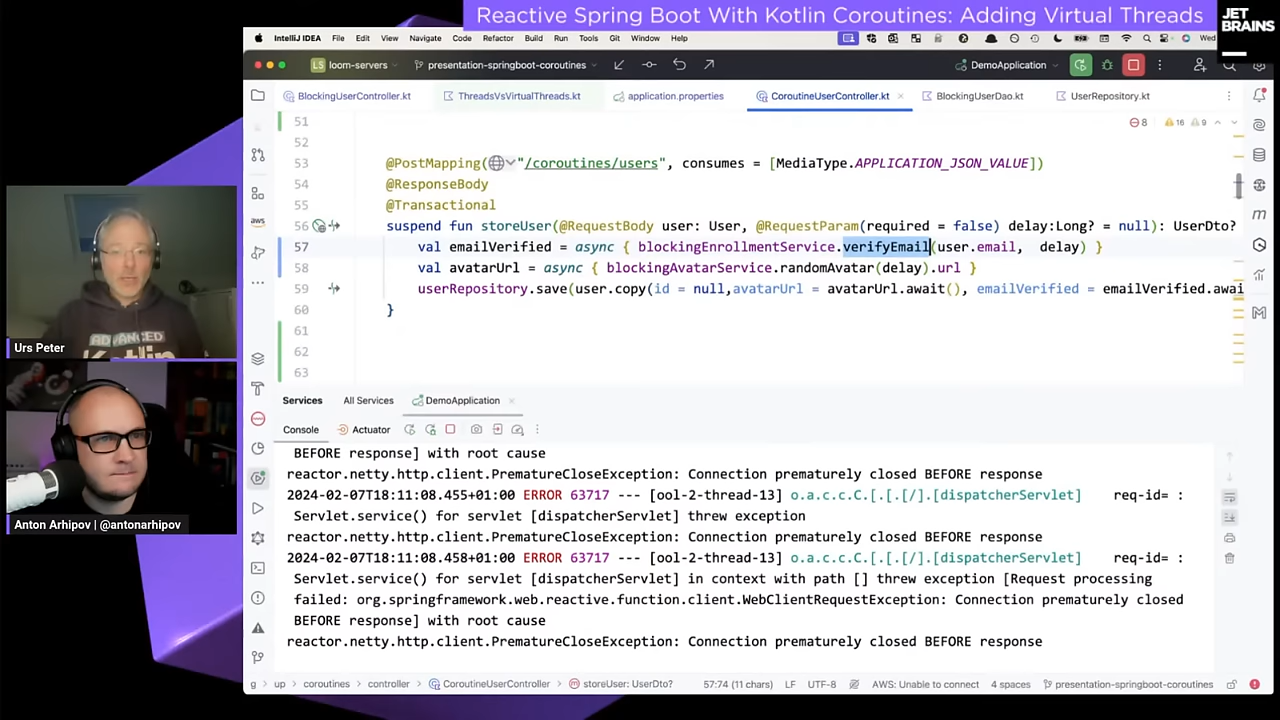 Reactive Spring Boot With Kotlin Coroutines: Adding Virtual Threads
JET
BRAINS
IntelliJ IDEA File Edit View Navigate Code Refactor Build Run Tools Git Window Help Wed
LS loom-servers presentation-springboot-coroutines DemoApplication
BlockingUserController.kt ThreadsVsVirtualThreads.kt application.properties CoroutineUserController.kt BlockingUserDao.kt UserRepository.kt
51 8 16 9
52
53 @PostMapping("/coroutines/users", consumes = [MediaType.APPLICATION_JSON_VALUE])
54 @ResponseBody
55 @Transactional
56 suspend fun storeUser(@RequestBody user: User, @RequestParam(required = false) delay:Long? = null): UserDto?
57 val emailVerified = async { blockingEnrollmentService.verifyEmail(user.email, delay) }
58 val avatarUrl = async { blockingAvatarService.randomAvatar(delay).url }
59 userRepository.save(user.copy(id = null,avatarUrl = avatarUrl.await(), emailVerified = emailVerified.awai
60 }
61
62
63
aws
m
Urs Peter
ADVANCED
Kotlin
Anton Arhipov | @antonarhipov
Services All Services DemoApplication
Console Actuator
BEFORE response] with root cause
reactor.netty.http.client.PrematureCloseException: Connection prematurely closed BEFORE response
2024-02-07T18:11:08.455+01:00 ERROR 63717 --- [ool-2-thread-13] o.a.c.c.C.[.[.[/].[dispatcherServlet] req-id= :
Servlet.service() for servlet [dispatcherServlet] threw exception
reactor.netty.http.client.PrematureCloseException: Connection prematurely closed BEFORE response
2024-02-07T18:11:08.458+01:00 ERROR 63717 --- [ool-2-thread-13] o.a.c.c.C.[.[.[/].[dispatcherServlet] req-id= :
Servlet.service() for servlet [dispatcherServlet] in context with path [] threw exception [Request processing
failed: org.springframework.web.reactive.function.client.WebClientRequestException: Connection prematurely closed
BEFORE response] with root cause
reactor.netty.http.client.PrematureCloseException: Connection prematurely closed BEFORE response
g up coroutines controller CoroutineUserController storeUser: UserDto? 57:74 (11 chars) LF UTF-8 AWS: Unable to connect 4 spaces presentation-springboot-coroutines